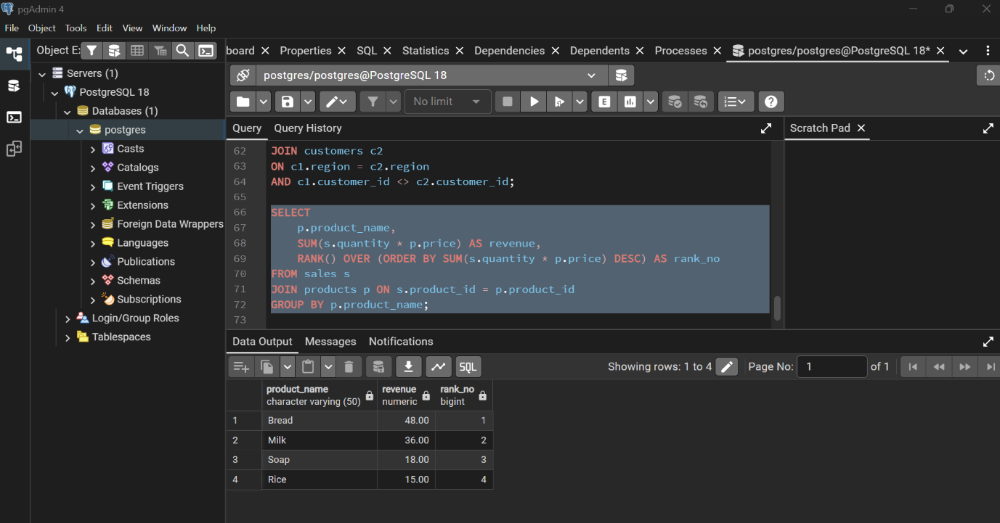 pgAdmin 4
File Object Tools Edit View Window Help
Object E
board Properties SQL Statistics Dependencies Dependents Processes postgres/postgres@PostgreSQL 18*
Servers (1)
PostgreSQL 18
Databases (1)
postgres
Casts
Catalogs
Event Triggers
Extensions
Foreign Data Wrappers
Languages
Publications
Schemas
Subscriptions
Login/Group Roles
Tablespaces
postgres/postgres@PostgreSQL 18
No limit E
Query Query History
Scratch Pad
62 JOIN customers c2
63 ON c1.region = c2.region
64 AND c1.customer_id <> c2.customer_id;
65
66 SELECT
67 p.product_name,
68 SUM(s.quantity * p.price) AS revenue,
69 RANK() OVER (ORDER BY SUM(s.quantity * p.price) DESC) AS rank_no
70 FROM sales s
71 JOIN products p ON s.product_id = p.product_id
72 GROUP BY p.product_name;
73
Data Output Messages Notifications
SQL Showing rows: 1 to 4 Page No: 1 of 1
product_name revenue rank_no
character varying (50) numeric bigint
1 Bread 48.00 1
2 Milk 36.00 2
3 Soap 18.00 3
4 Rice 15.00 4